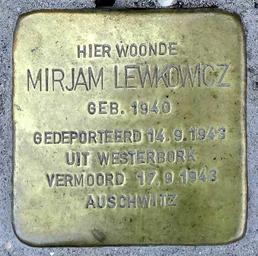 HIER WOONDE
MIRJAM LEWKOWICZ
GEB. 1940
GEDEPORTEERD 14.9.1943
UIT WESTERBORK
VERMOORD 17.9.1943
AUSCHWITZ